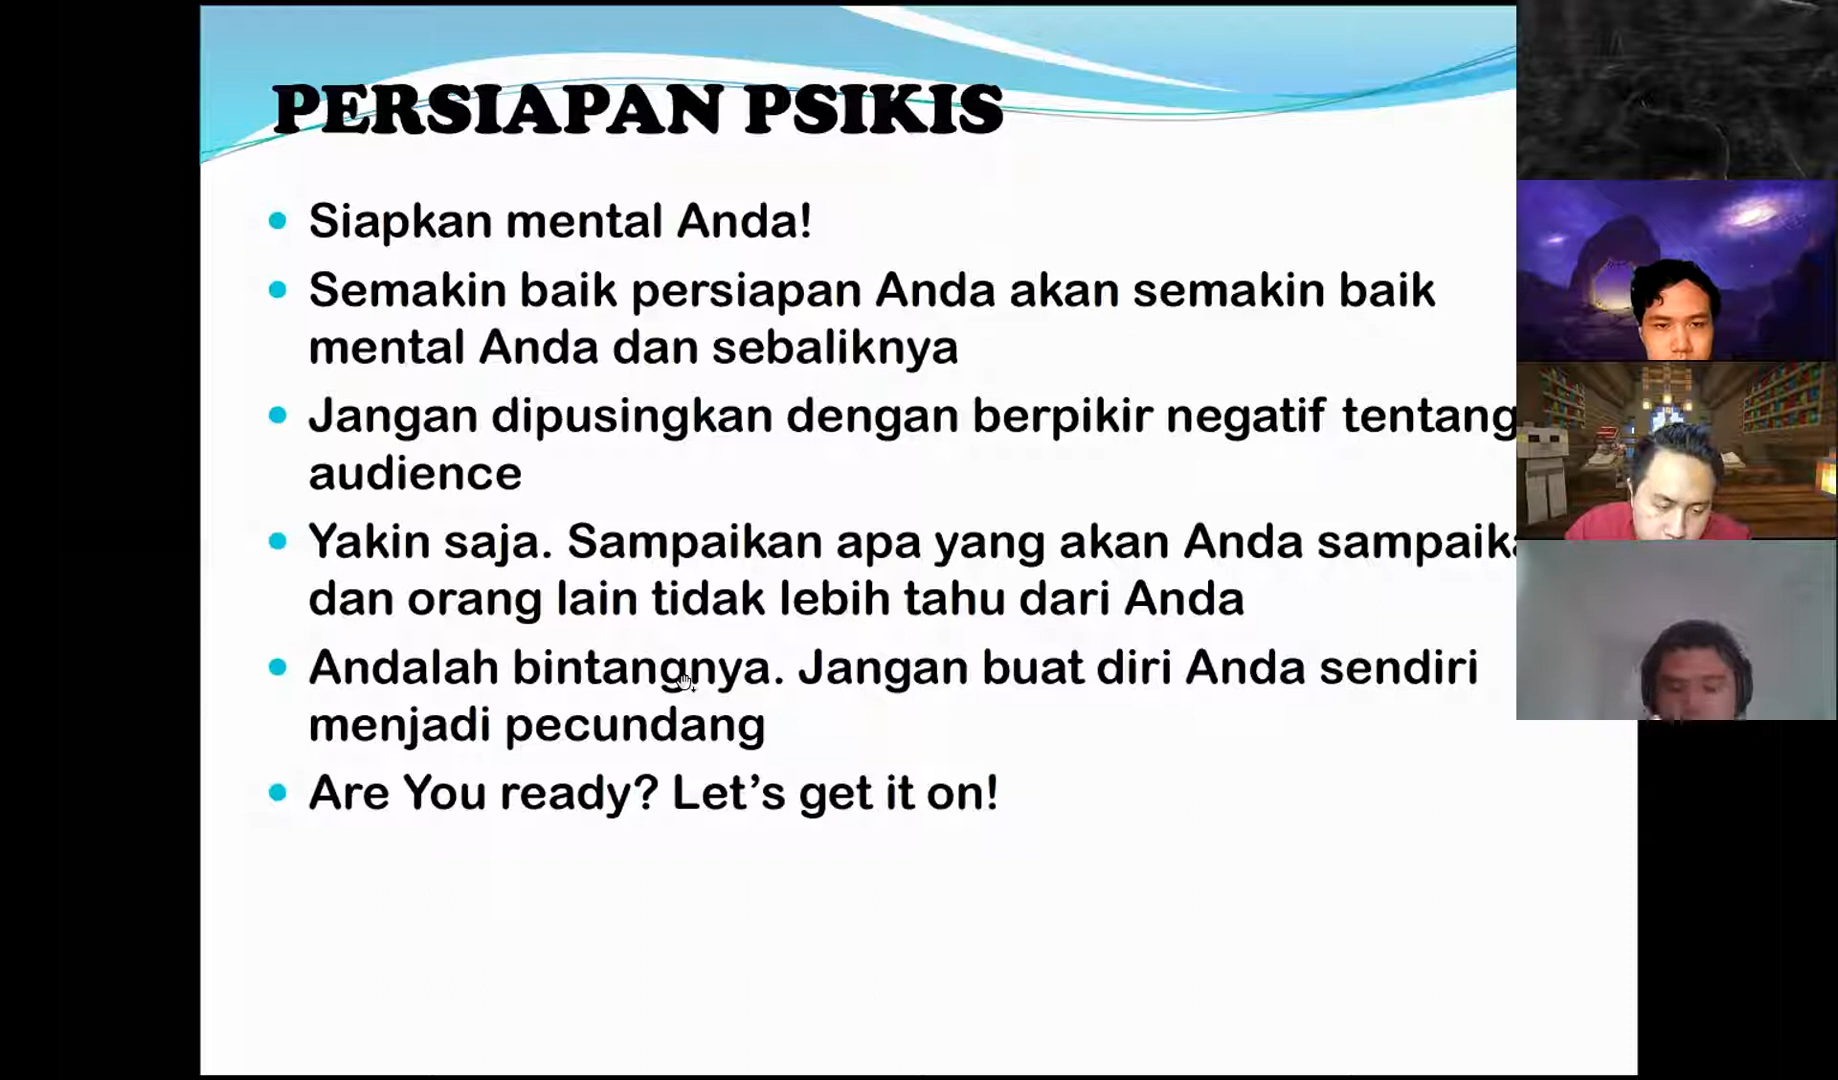 PERSIAPAN PSIKIS
Siapkan mental Anda!
Semakin baik persiapan Anda akan semakin baik
mental Anda dan sebaliknya
Jangan dipusingkan dengan berpikir negatif tentang
audience
Yakin saja. Sampaikan apa yang akan Anda
dan orang lain tidak lebih tahu dari Anda
Andalah bintangnya. Jangan buat diri Anda sendiri
menjadi pecundang
Are You ready? Let’s get it on!